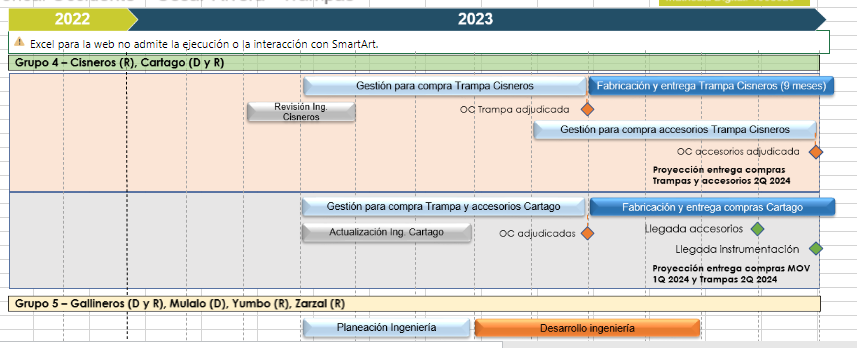 2022
2023
Excel para la web no admite la ejecución o la interacción con SmartArt.
Grupo 4 – Cisneros (R), Cartago (D y R)
Gestión para compra Trampa Cisneros
Fabricación y entrega Trampa Cisneros (9 meses)
Revisión Ing.
Cisneros
OC Trampa adjudicada
Gestión para compra accesorios Trampa Cisneros
OC accesorios adjudicada
Proyección entrega compras
Trampas y accesorios 2Q 2024
Gestión para compra Trampa y accesorios Cartago
Fabricación y entrega compras Cartago
Actualización Ing. Cartago
OC adjudicadas
Llegada accesorios
Llegada instrumentación
Proyección entrega compras MOV
1Q 2024 y Trampas 2Q 2024
Grupo 5 – Gallineros (D y R), Mulalo (D), Yumbo (R), Zarzal (R)
Planeación Ingeniería
Desarrollo ingeniería